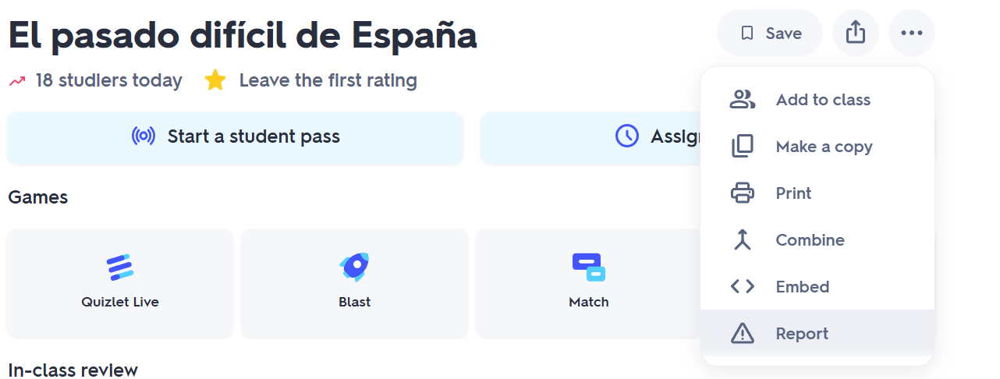 El pasado difícil de España
Save
18 studiers today
Leave the first rating
Add to class
Make a copy
Print
Combine
Embed
Report
Start a student pass
Games
Quizlet Live
Blast
Match
In-class review